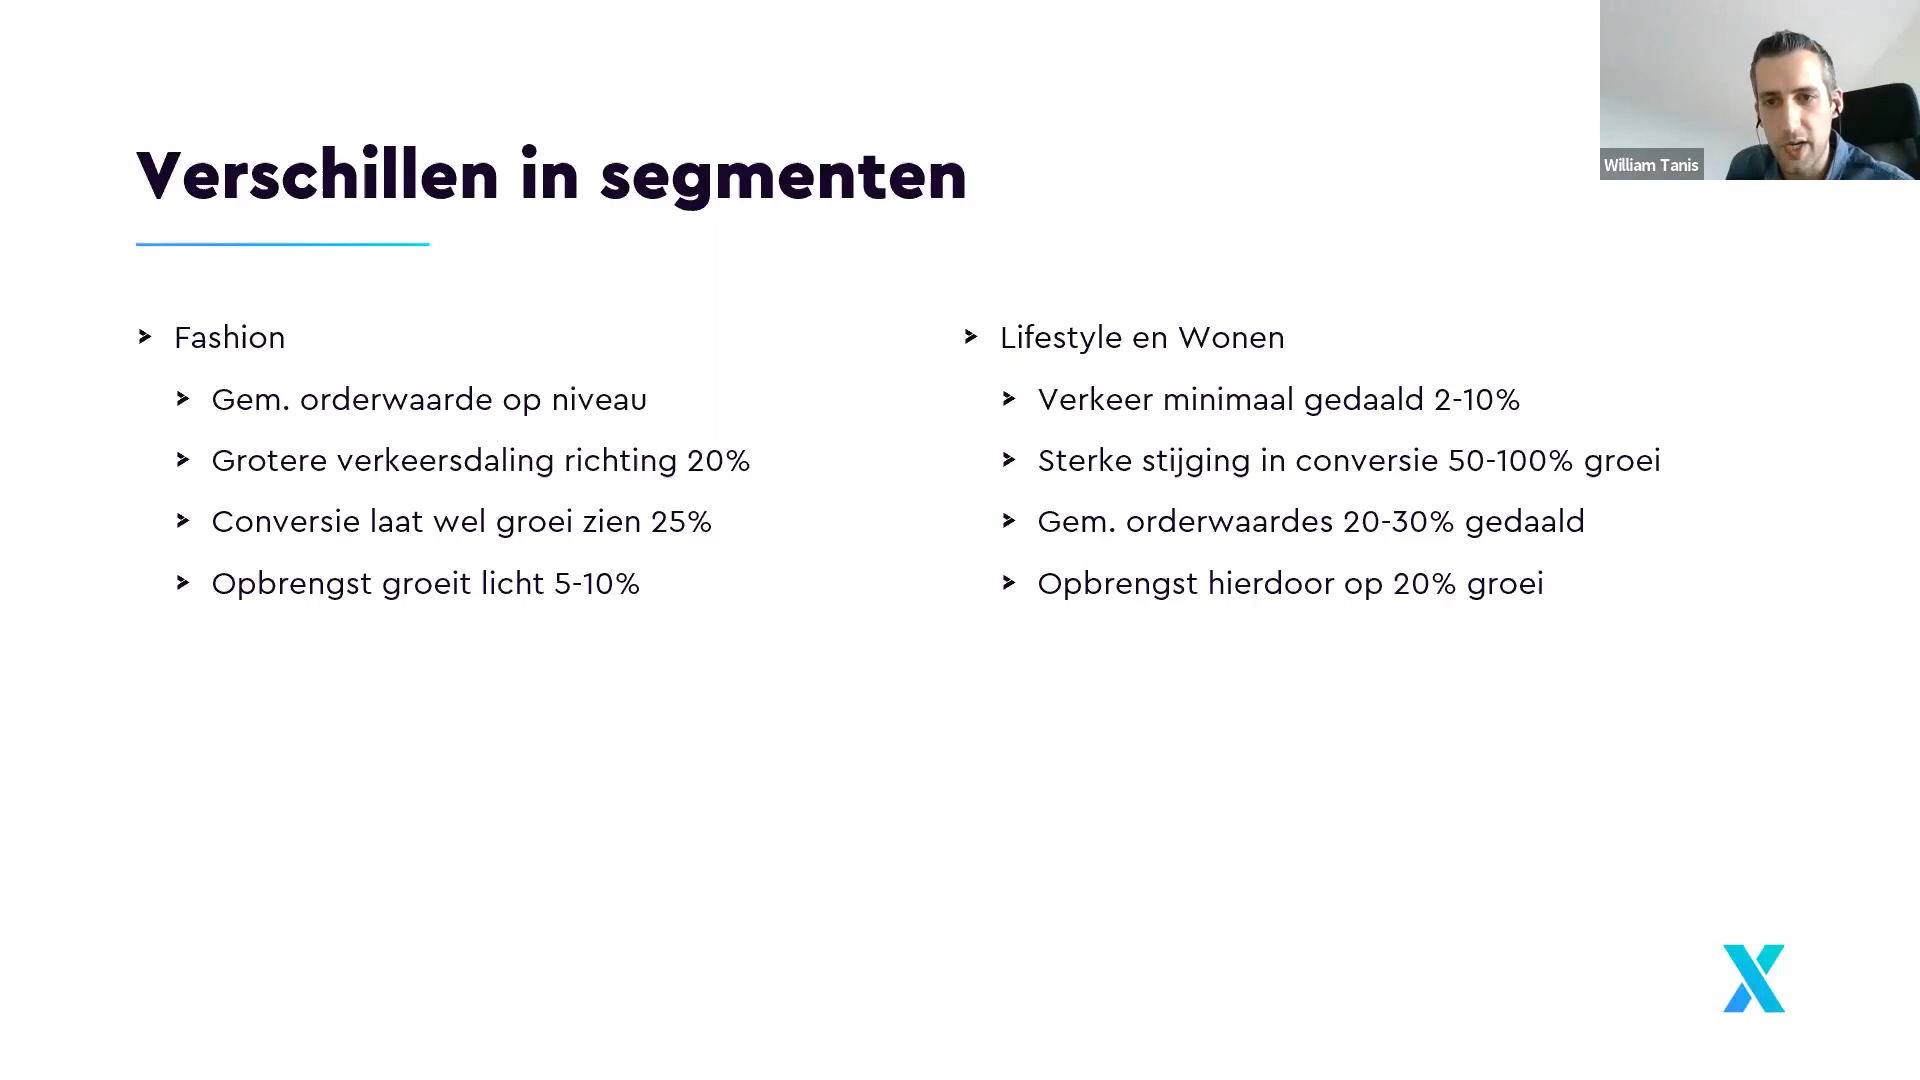 William Tanis
Verschillen in segmenten
Fashion
Gem. orderwaarde op niveau
Grotere verkeersdaling richting 20%
Conversie laat wel groei zien 25%
Opbrengst groeit licht 5-10%
Lifestyle en Wonen
Verkeer minimaal gedaald 2-10%
Sterke stijging in conversie 50-100% groei
Gem. orderwaardes 20-30% gedaald
Opbrengst hierdoor op 20% groei